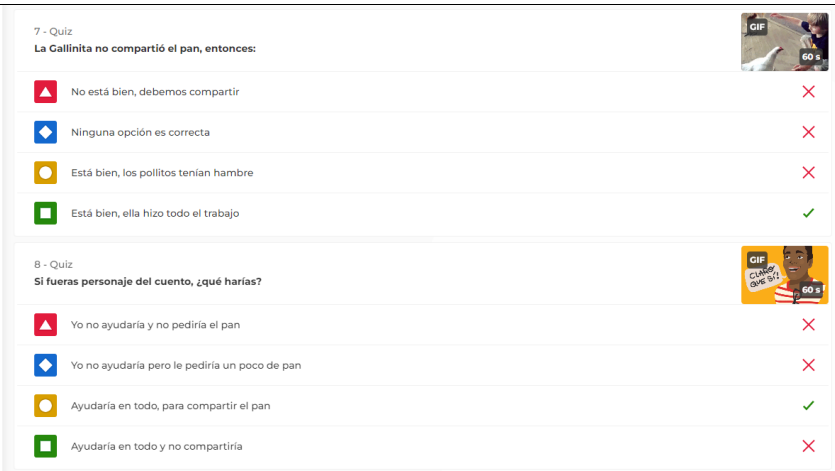 7 - Quiz
La Gallinita no compartió el pan, entonces:
GIF
60 s
No está bien, debemos compartir
Ninguna opción es correcta
Está bien, los pollitos tenían hambre
Está bien, ella hizo todo el trabajo
8 - Quiz
Si fueras personaje del cuento, ¿qué harías?
GIF
CLARO
QUE SÍ!
60 s
Yo no ayudaría y no pediría el pan
Yo no ayudaría pero le pediría un poco de pan
Ayudaría en todo, para compartir el pan
Ayudaría en todo y no compartiría